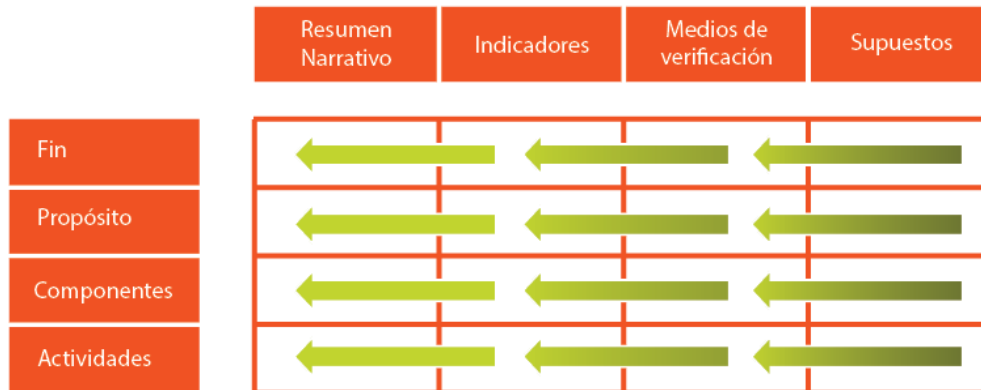 Resumen
Narrativo
Indicadores
Medios de
verificación
Supuestos
Fin
Propósito
Componentes
Actividades